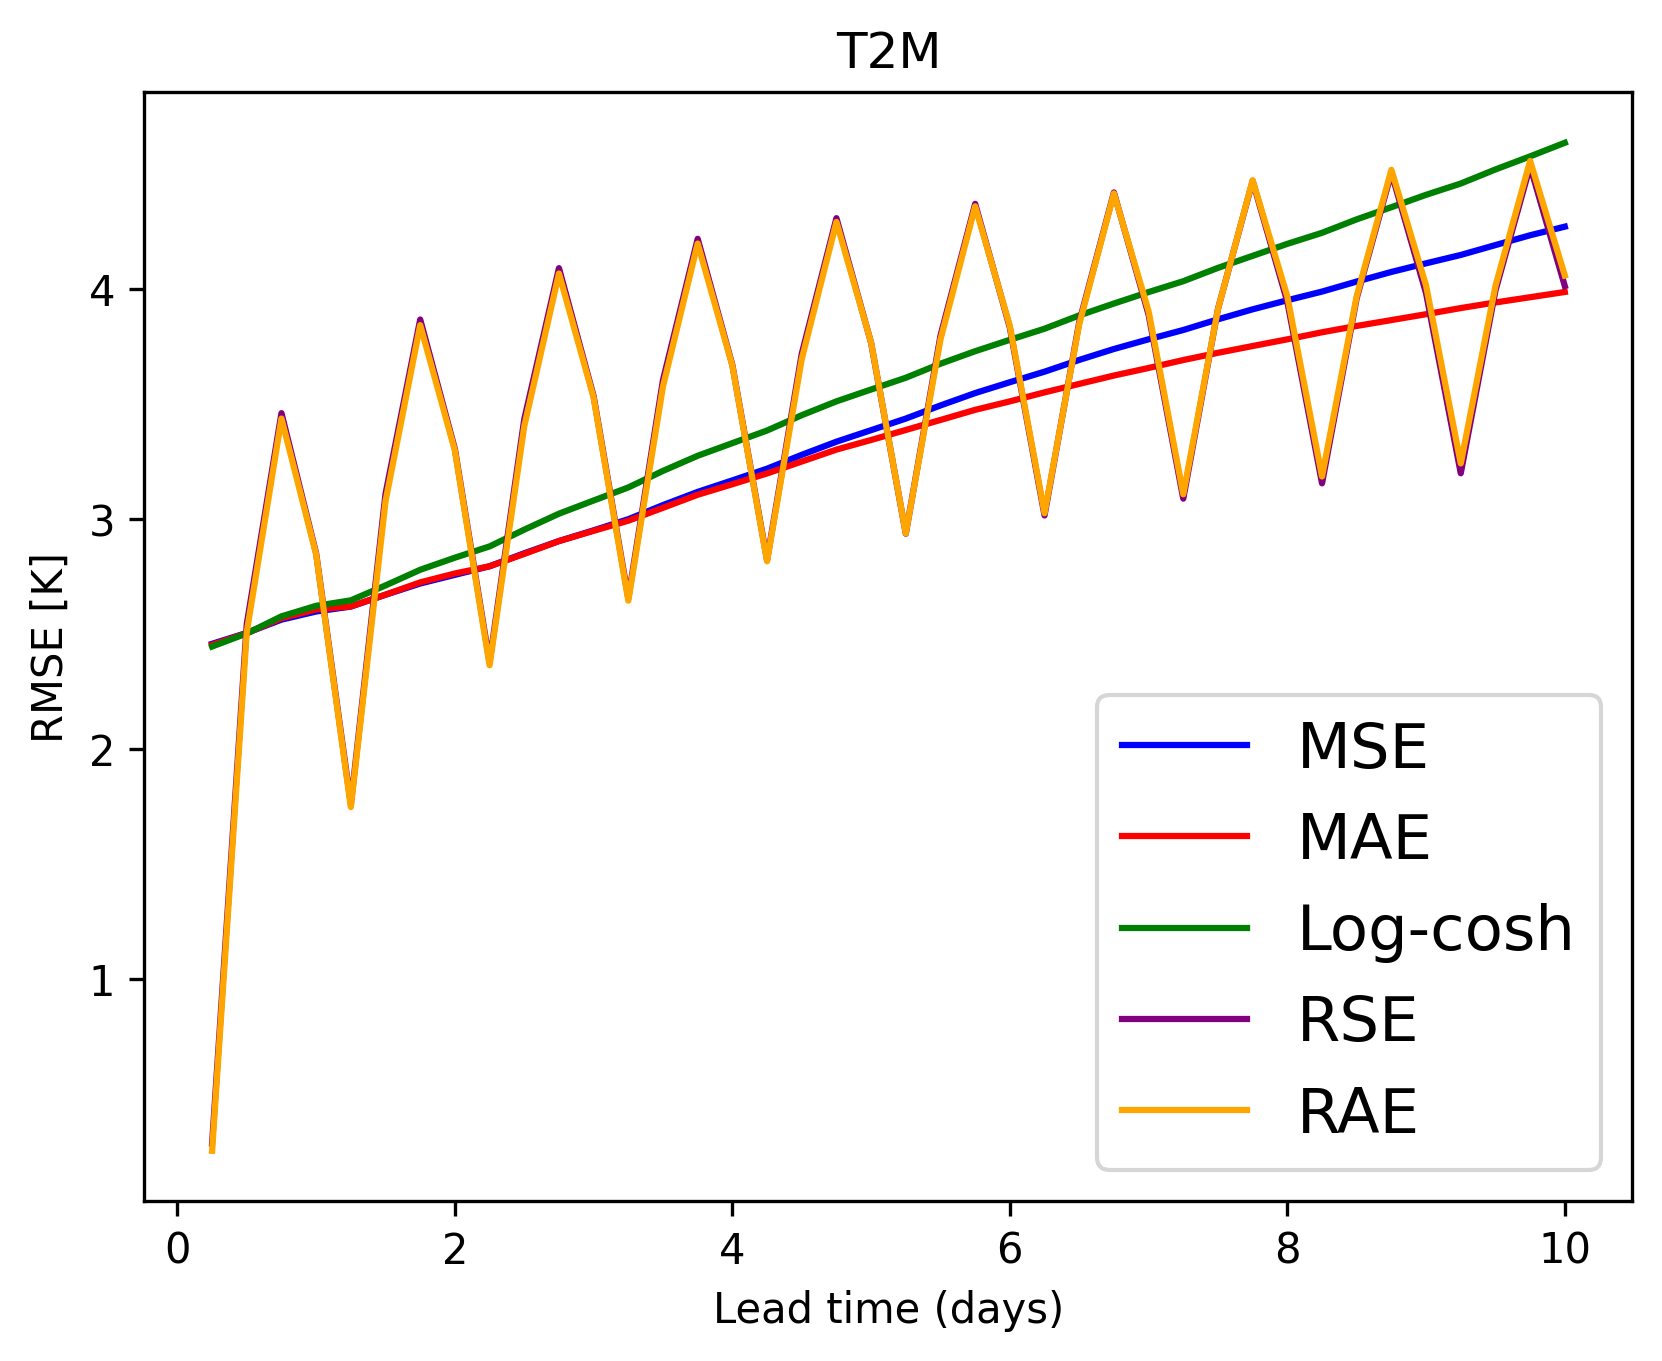 T2M
RMSE [K]
4
3
2
1
0 2 4 6 8 10
Lead time (days)
MSE
MAE
Log-cosh
RSE
RAE